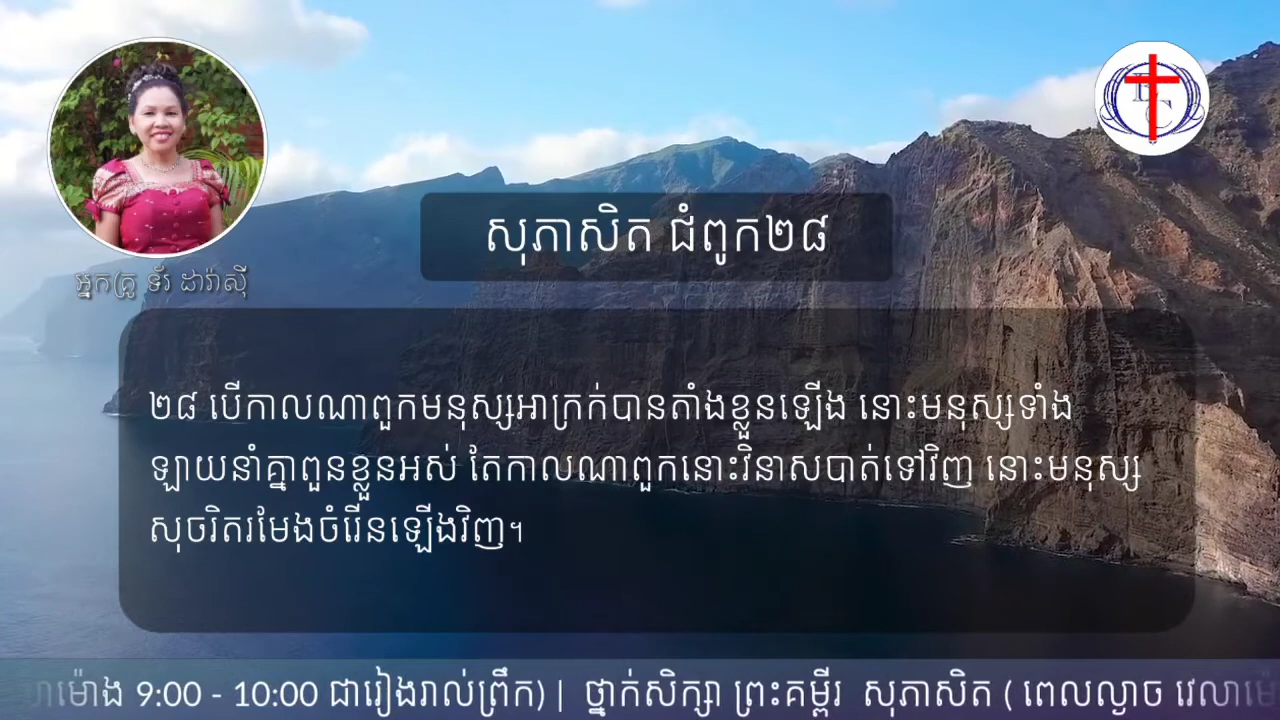 អ្នកគ្រូ ទ័រ ដារ៉ាស៊ី
សុភាសិត ជំពូក២៨
២៨ បើកាលណាពួកមនុស្សអាក្រក់បានតាំងខ្លួនឡើង នោះមនុស្សទាំង
ឡាយនាំគ្នាពួនខ្លួនអស់ តែកាលណាពួកនោះវិនាសបាត់ទៅវិញ នោះមនុស្ស
សុចរិតរមែងចំរើនឡើងវិញ។
ម៉ោង 9:00 - 10:00 ជារៀងរាល់ព្រឹក) | ថ្នាក់សិក្សា ព្រះគម្ពីរ សុភាសិត ( ពេលល្ងាច វេលា